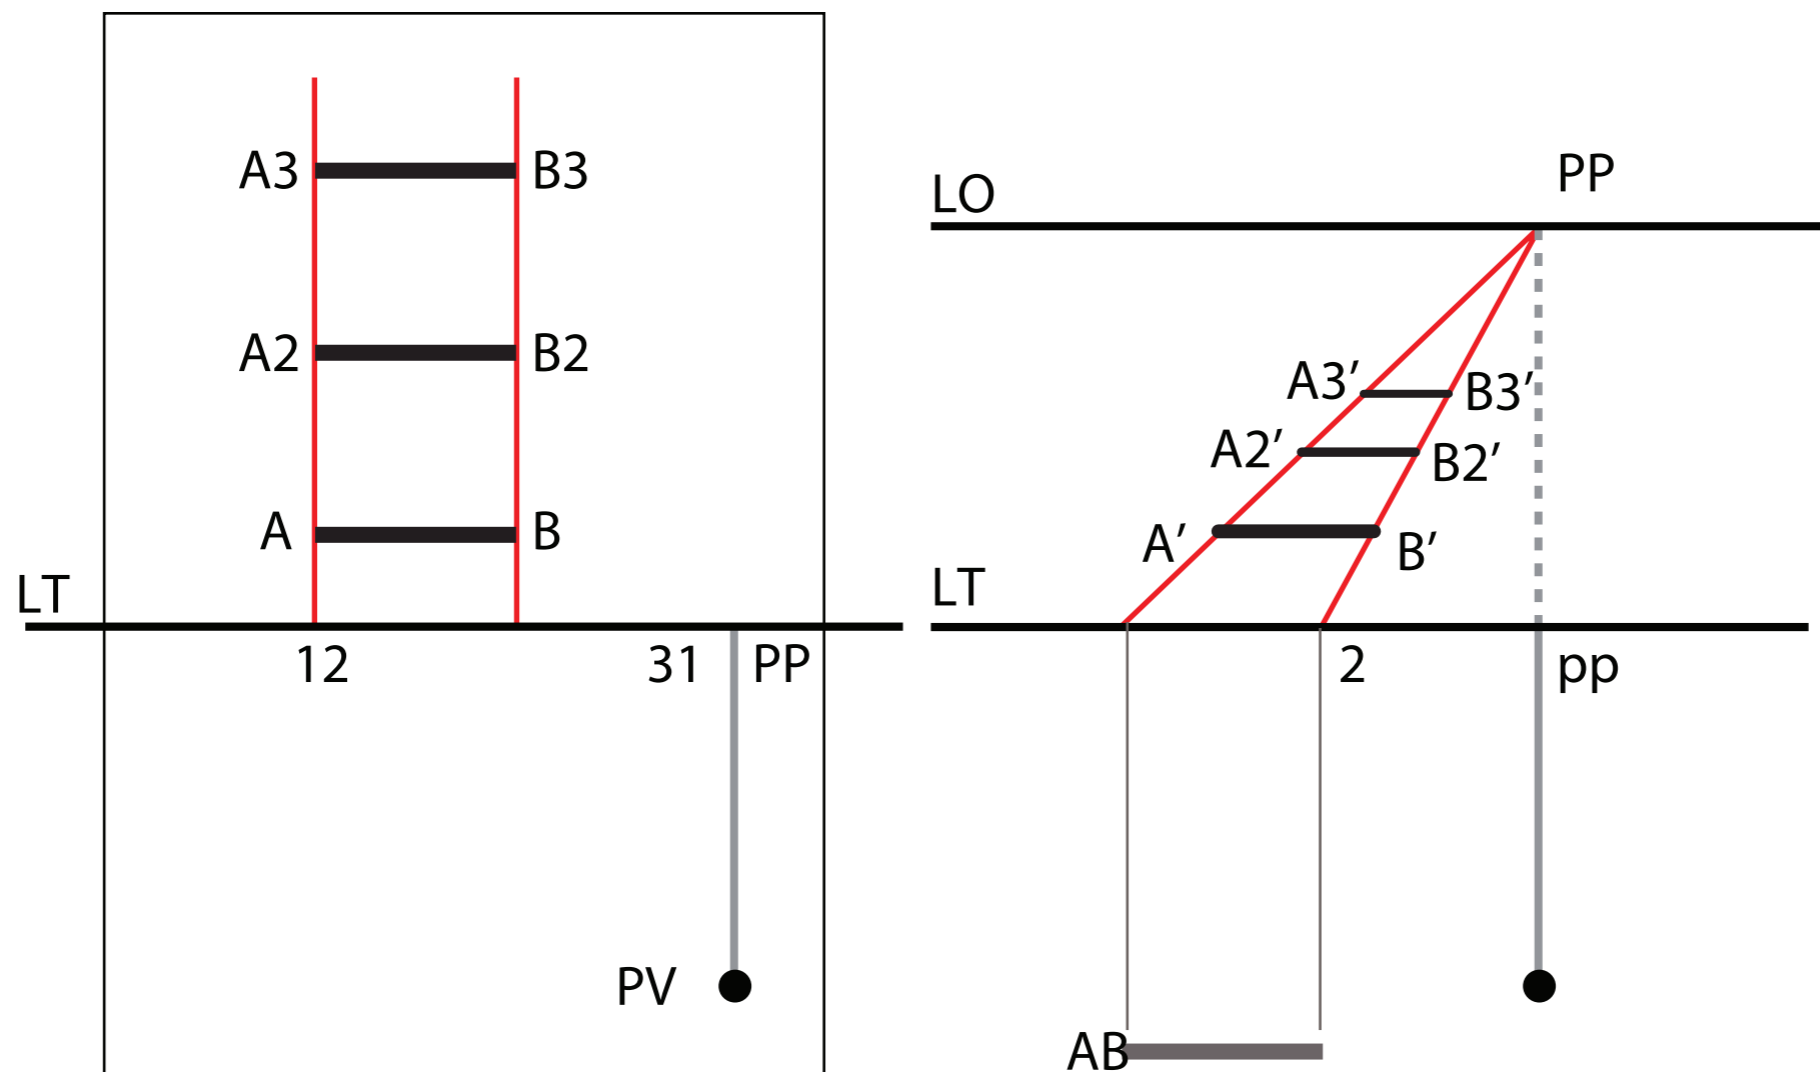 A3 B3
A2 B2
A B
LT
12 31 PP
PV
PP
LO
A3′ B3′
A2′ B2′
A′ B′
LT
2 pp
AB